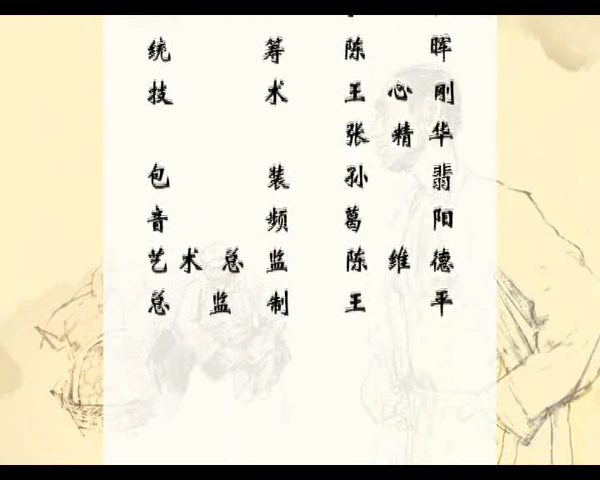 统筹 陈晖
技术 王心刚
张精华
包装 孙翡
音频 葛阳
艺术总监 陈维德
总监制 王平